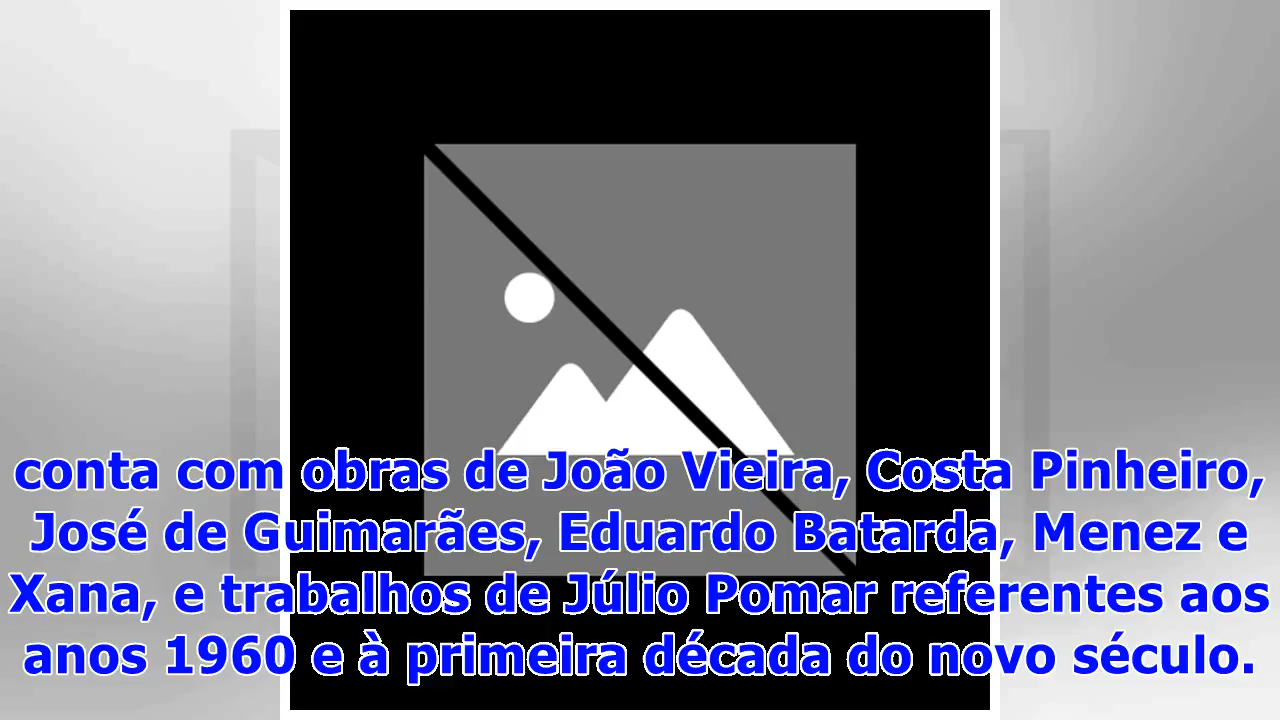 conta com obras de João Vieira, Costa Pinheiro,
José de Guimarães, Eduardo Batarda, Menez e
Xana, e trabalhos de Júlio Pomar referentes aos
anos 1960 e à primeira década do novo século.